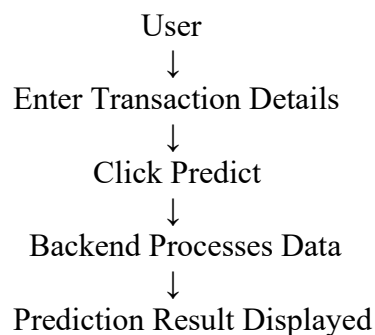 User
↓
Enter Transaction Details
↓
Click Predict
↓
Backend Processes Data
↓
Prediction Result Displayed